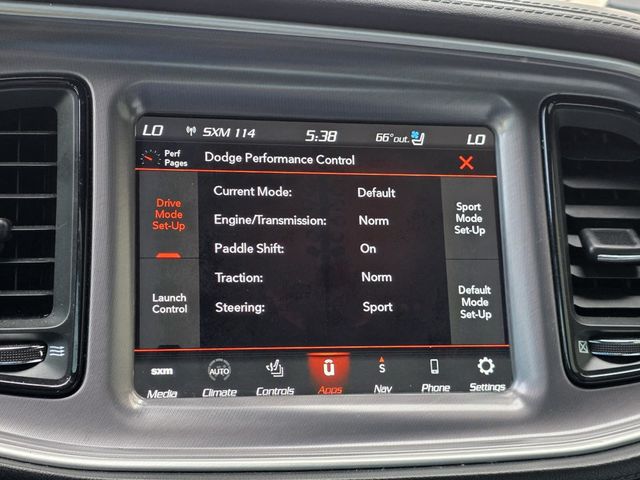 LO SXM 114 5:38 66°out. LO
Perf Pages
Dodge Performance Control
Drive Mode Set-Up
Current Mode: Default
Engine/Transmission: Norm
Paddle Shift: On
Traction: Norm
Steering: Sport
Sport Mode Set-Up
Launch Control
Default Mode Set-Up
sxm AUTO û S
Media Climate Controls Apps Nav Phone Settings